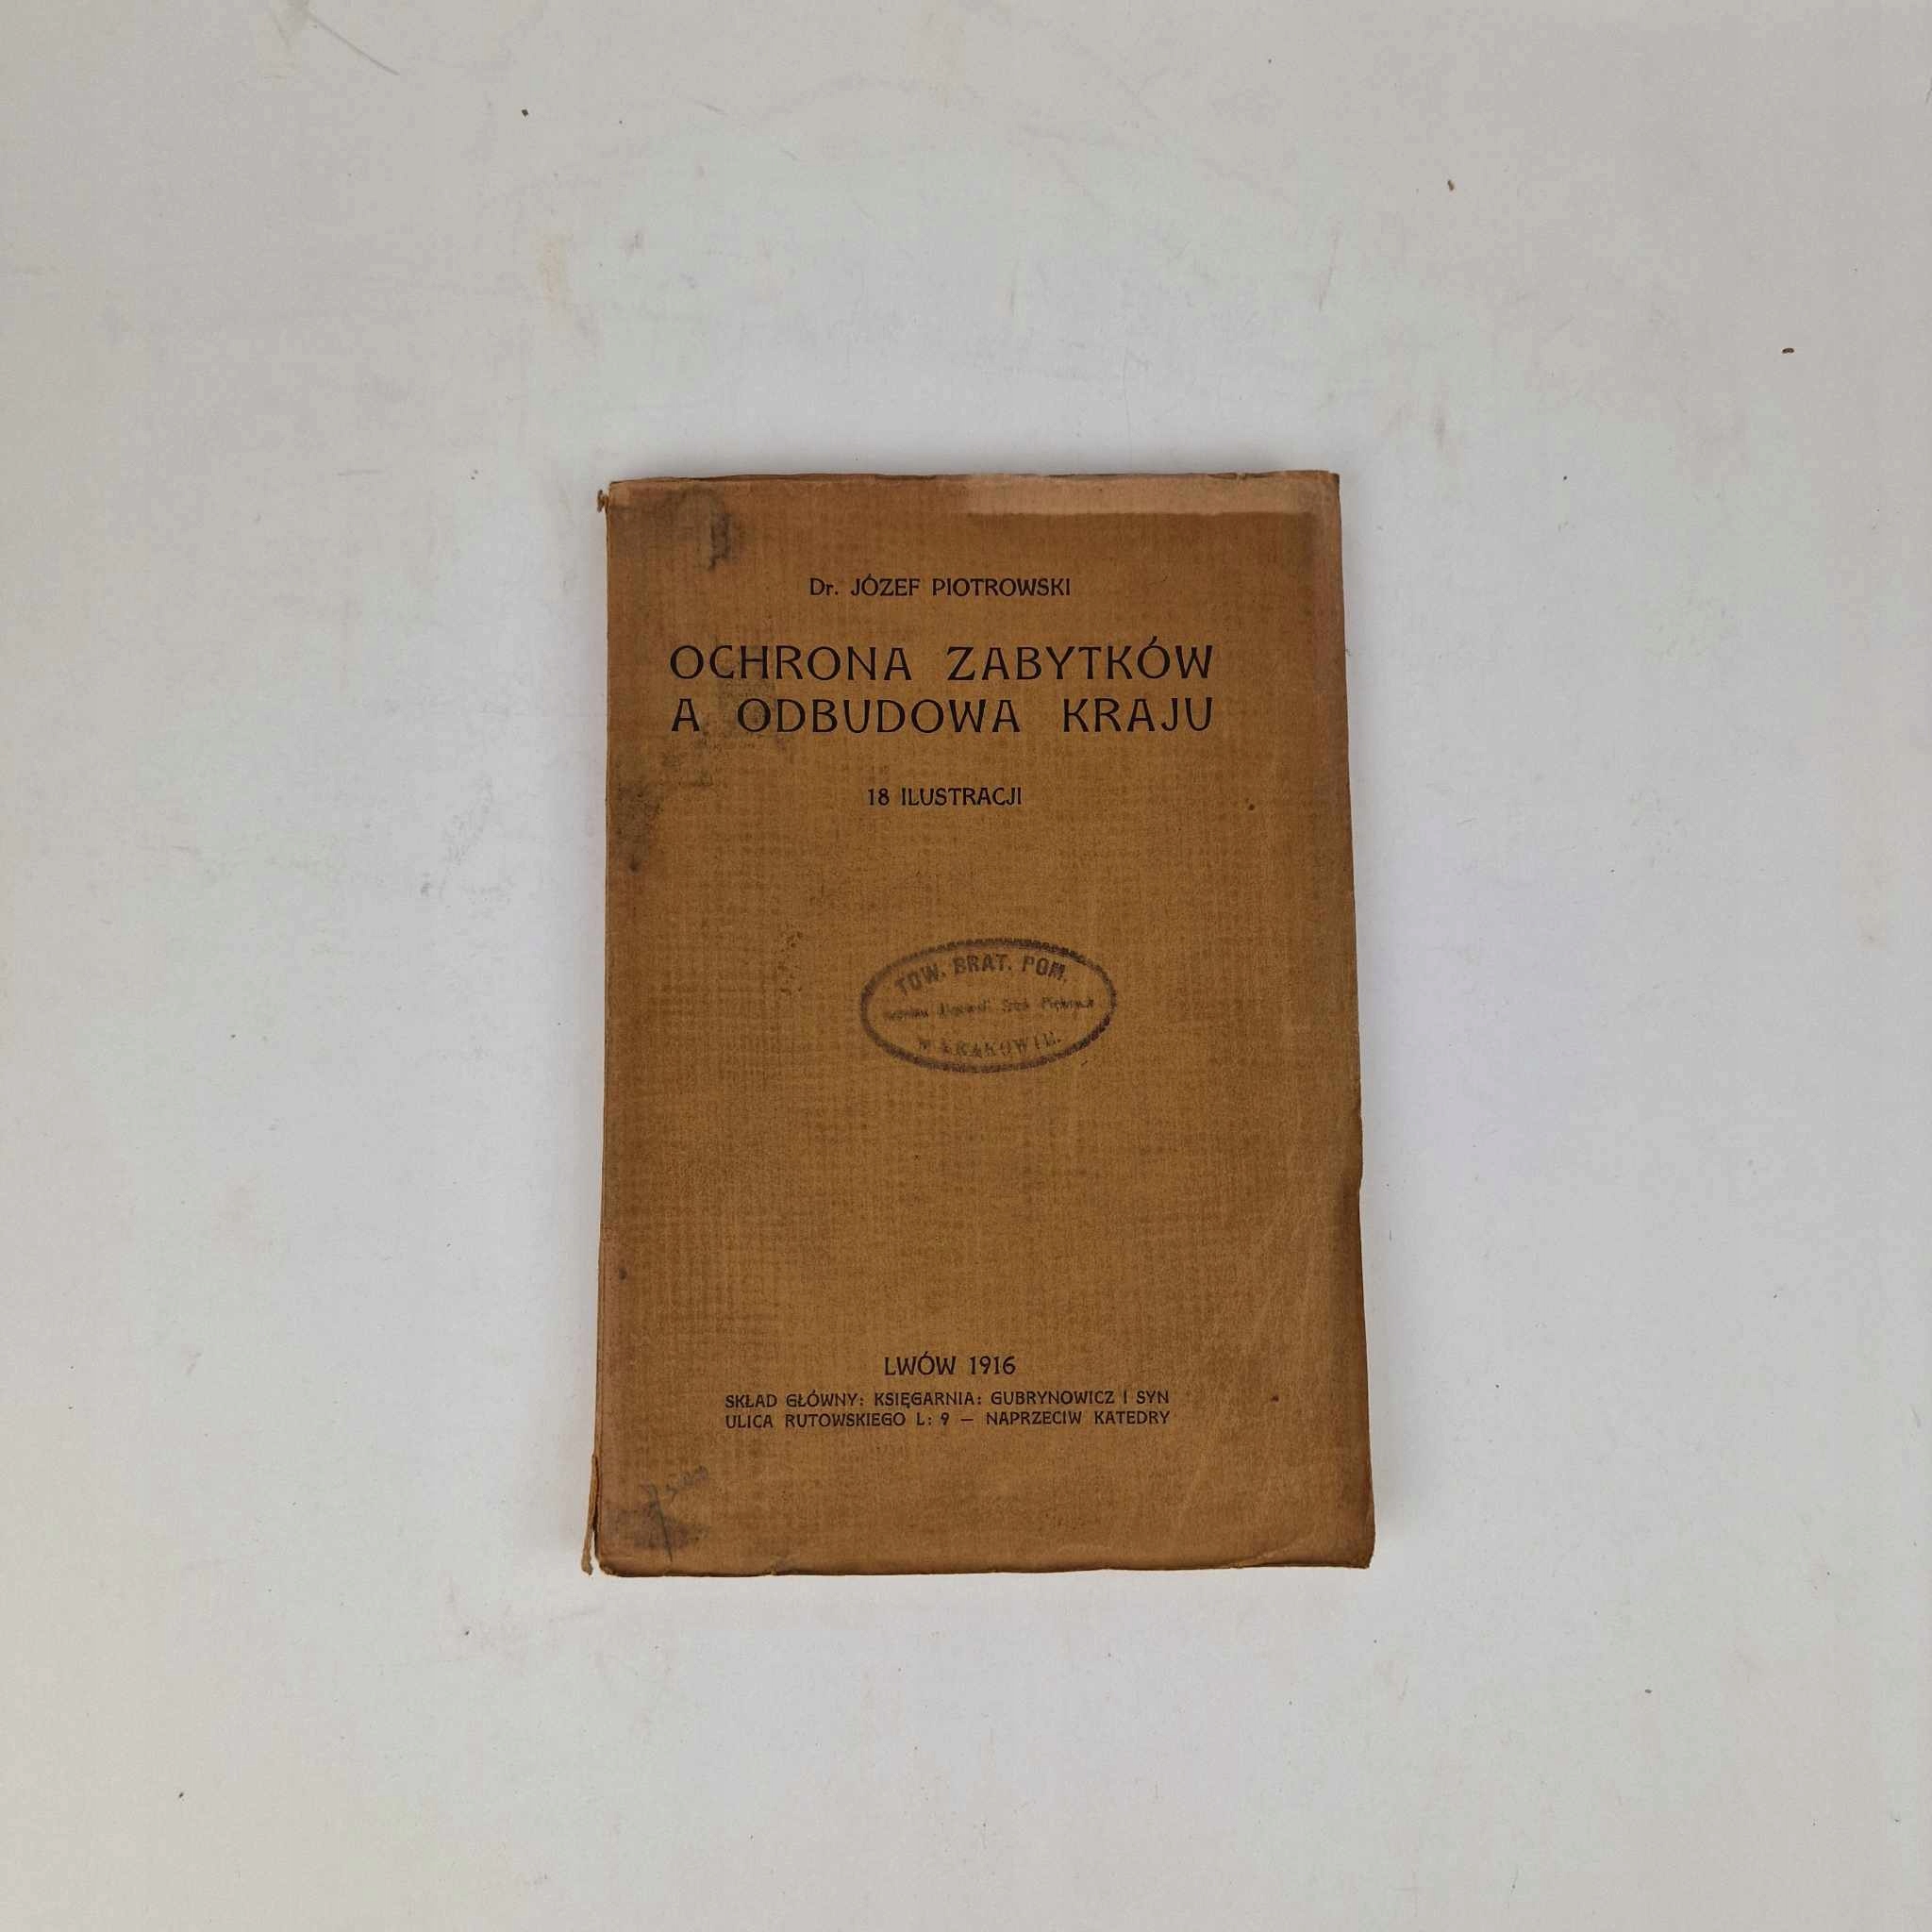 Dr. JÓZEF PIOTROWSKI
OCHRONA ZABYTKÓW
A ODBUDOWA KRAJU
18 ILUSTRACJI
TOW. BRAT. POM.
W KRAKOWIE.
LWÓW 1916
SKŁAD GŁÓWNY: KSIĘGARNIA: GUBRYNOWICZ I SYN
ULICA RUTOWSKIEGO L: 9 — NAPRZECIW KATEDRY